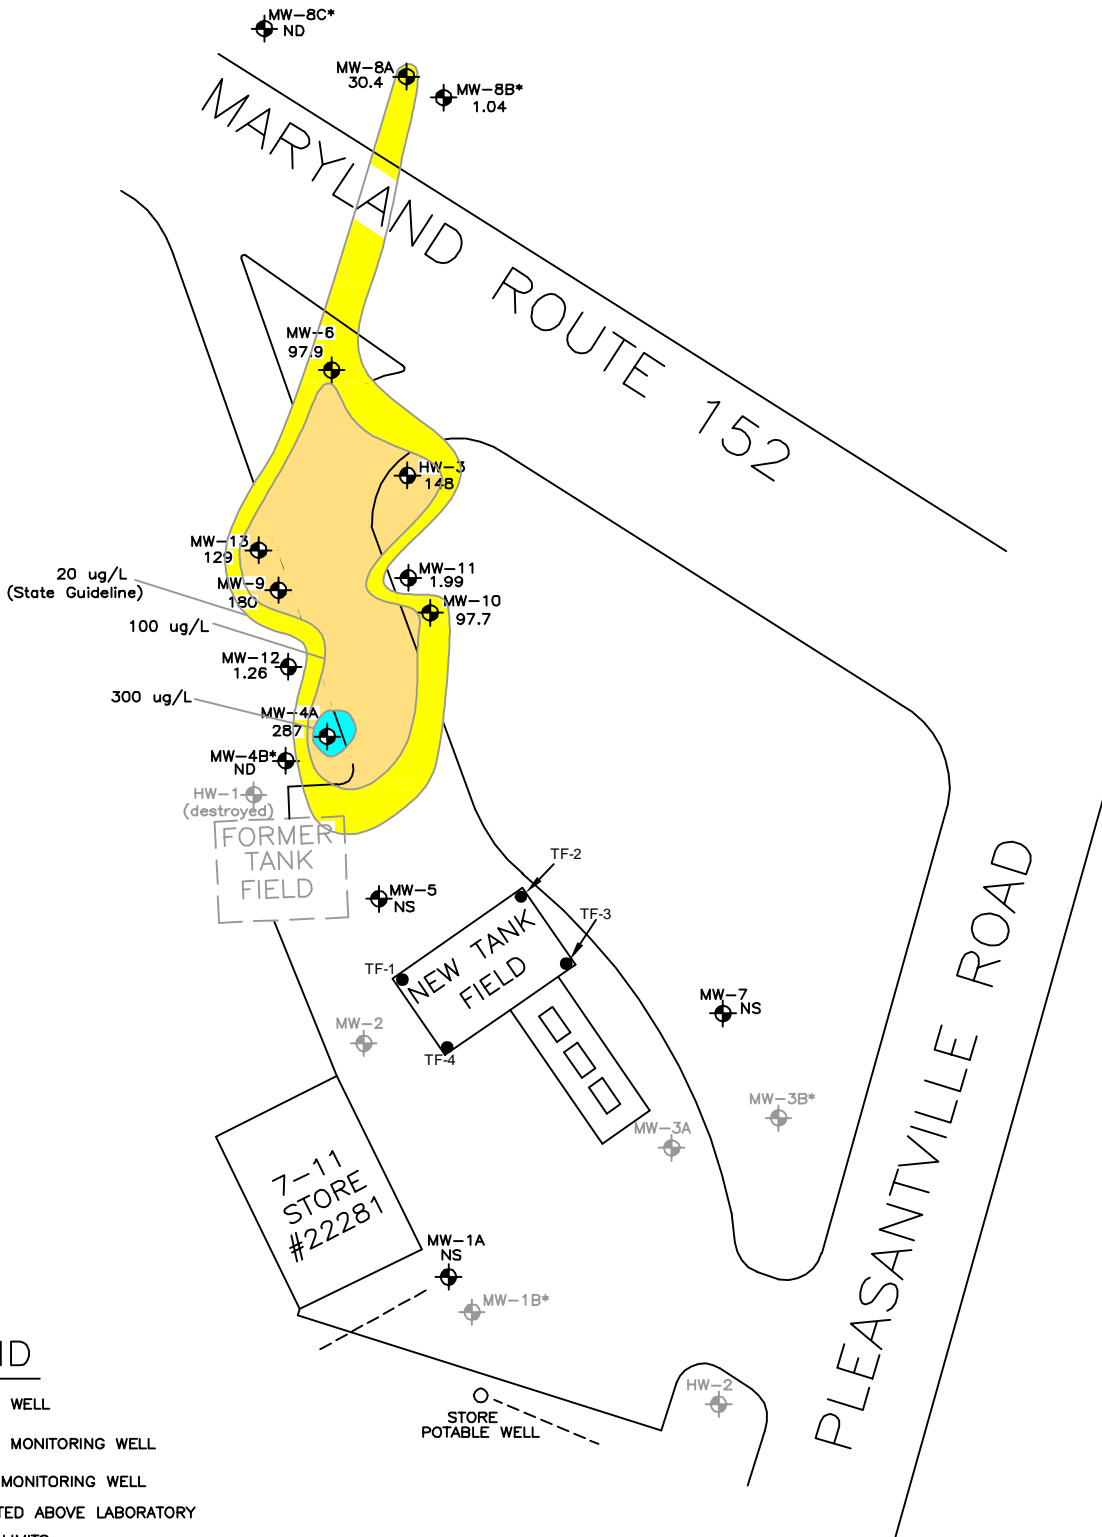 MW-8C*
ND
MW-8A
30.4
MW-8B*
1.04
MARYLAND ROUTE 152
MW-6
97.9
HW-3
148
MW-13
129
MW-11
1.99
20 ug/L
(State Guideline)
MW-9
180
MW-10
97.7
100 ug/L
MW-12
1.26
300 ug/L
MW-4A
287
MW-4B*
ND
HW-1
(destroyed)
FORMER
TANK
FIELD
TF-2
MW-5
NS
TF-3
NEW TANK
FIELD
TF-1
MW-7
NS
MW-2
TF-4
MW-3B*
MW-3A
PLEASANTVILLE ROAD
7-11
STORE
#22281
MW-1A
NS
MW-1B*
HW-2
STORE
POTABLE WELL
WELL
MONITORING WELL
MONITORING WELL
ABOVE LABORATORY